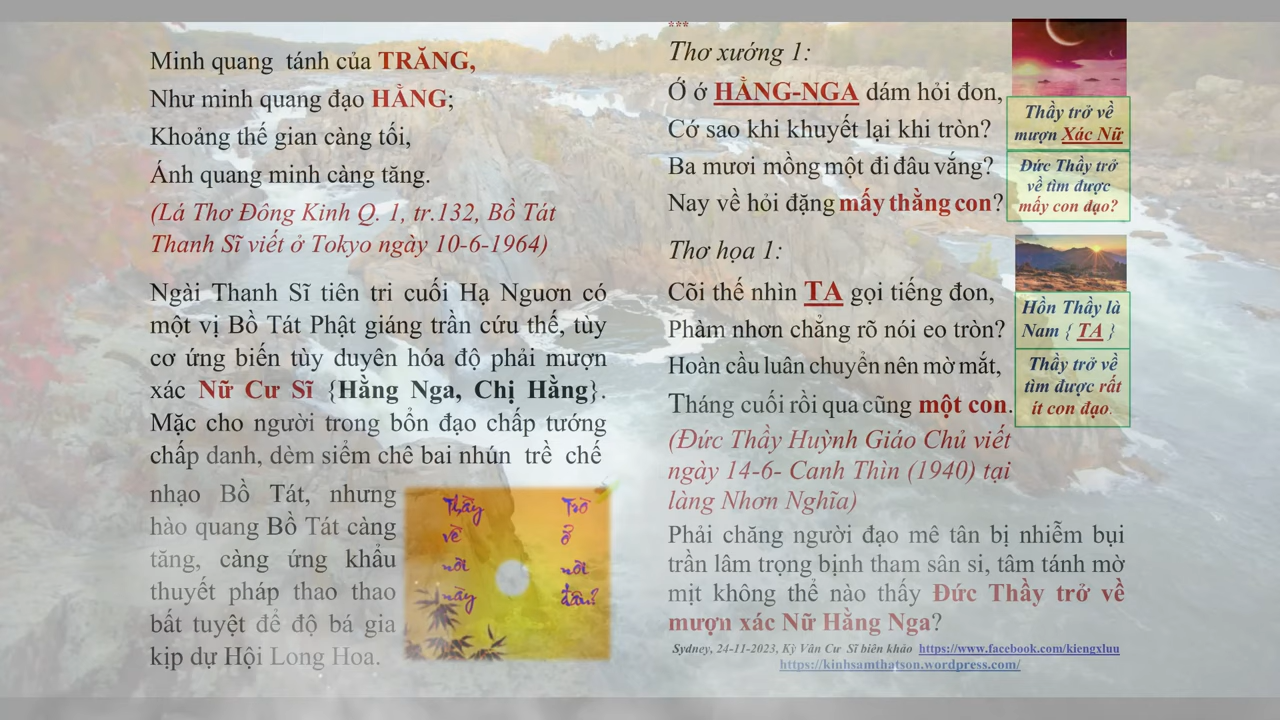 Minh quang tánh của TRĂNG,
Như minh quang đạo HẰNG;
Khoảng thế gian càng tối,
Ánh quang minh càng tăng.
(Lá Thơ Đông Kinh Q. 1, tr.132, Bồ Tát
Thanh Sĩ viết ở Tokyo ngày 10-6-1964)
Ngài Thanh Sĩ tiên tri cuối Hạ Nguơn có
một vị Bồ Tát Phật giáng trần cứu thế, tùy
cơ ứng biến tùy duyên hóa độ phải mượn
xác Nữ Cư Sĩ {Hằng Nga, Chị Hằng}.
Mặc cho người trong bổn đạo chấp tướng
chấp danh, dèm siểm chê bai nhún trề chế
nhạo Bồ Tát, nhưng
hào quang Bồ Tát càng
tăng, càng ứng khẩu
thuyết pháp thao thao
bất tuyệt để độ bá gia
kịp dự Hội Long Hoa.
Thầy Trò
về ở
nơi nơi
này đâu?
***
Thơ xướng 1:
Ớ ớ HẰNG-NGA dám hỏi đon,
Cớ sao khi khuyết lại khi tròn?
Ba mươi mồng một đi đâu vắng?
Nay về hỏi đặng mấy thằng con?
Thầy trở về
mượn Xác Nữ
Đức Thầy trở
về tìm được
mấy con đạo?
Thơ họa 1:
Cõi thế nhìn TA gọi tiếng đon,
Phàm nhơn chẳng rõ nói eo tròn?
Hoàn cầu luân chuyển nên mờ mắt,
Tháng cuối rồi qua cũng một con.
Hồn Thầy là
Nam { TA }
Thầy trở về
tìm được rất
ít con đạo.
(Đức Thầy Huỳnh Giáo Chủ viết
ngày 14-6- Canh Thìn (1940) tại
làng Nhơn Nghĩa)
Phải chăng người đạo mê tân bị nhiễm bụi
trần lâm trọng bịnh tham sân si, tâm tánh mờ
mịt không thể nào thấy Đức Thầy trở về
mượn xác Nữ Hằng Nga?
Sydney, 24-11-2023, Kỳ Vân Cư Sĩ biên khảo https://www.facebook.com/kiengxluu
https://kinhsamthatson.wordpress.com/